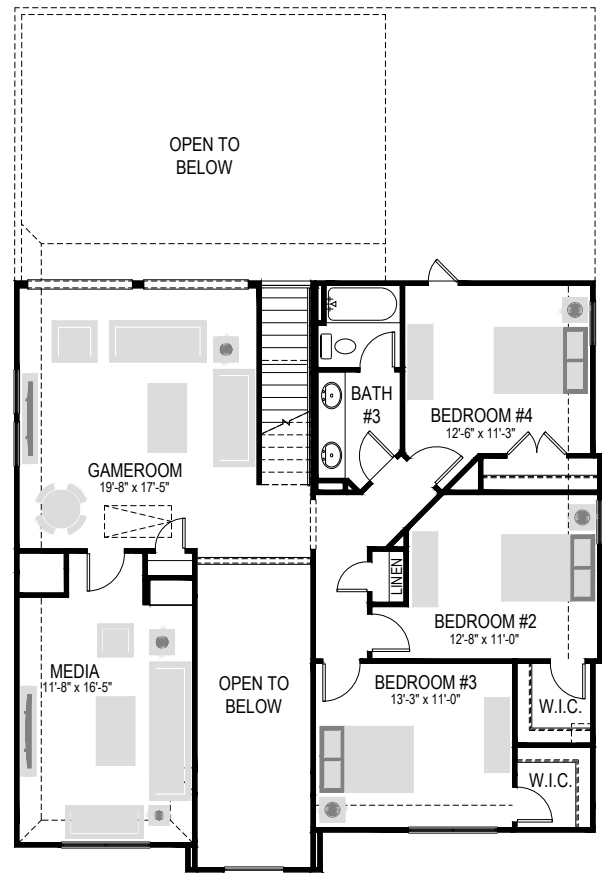 OPEN TO
BELOW
BATH
#3
BEDROOM #4
12'-6" x 11'-3"
GAMEROOM
19'-8" x 17'-5"
LINEN
BEDROOM #2
12'-8" x 11'-0"
MEDIA
11'-8" x 16'-5"
OPEN TO
BELOW
BEDROOM #3
13'-3" x 11'-0"
W.I.C.
W.I.C.